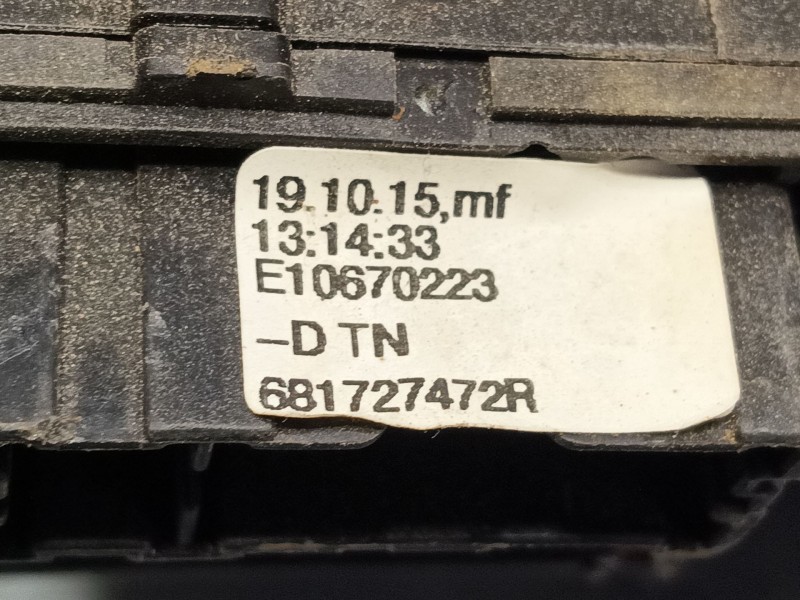 19.10.15,mf
13:14:33
E10670223
–D TN
681727472R